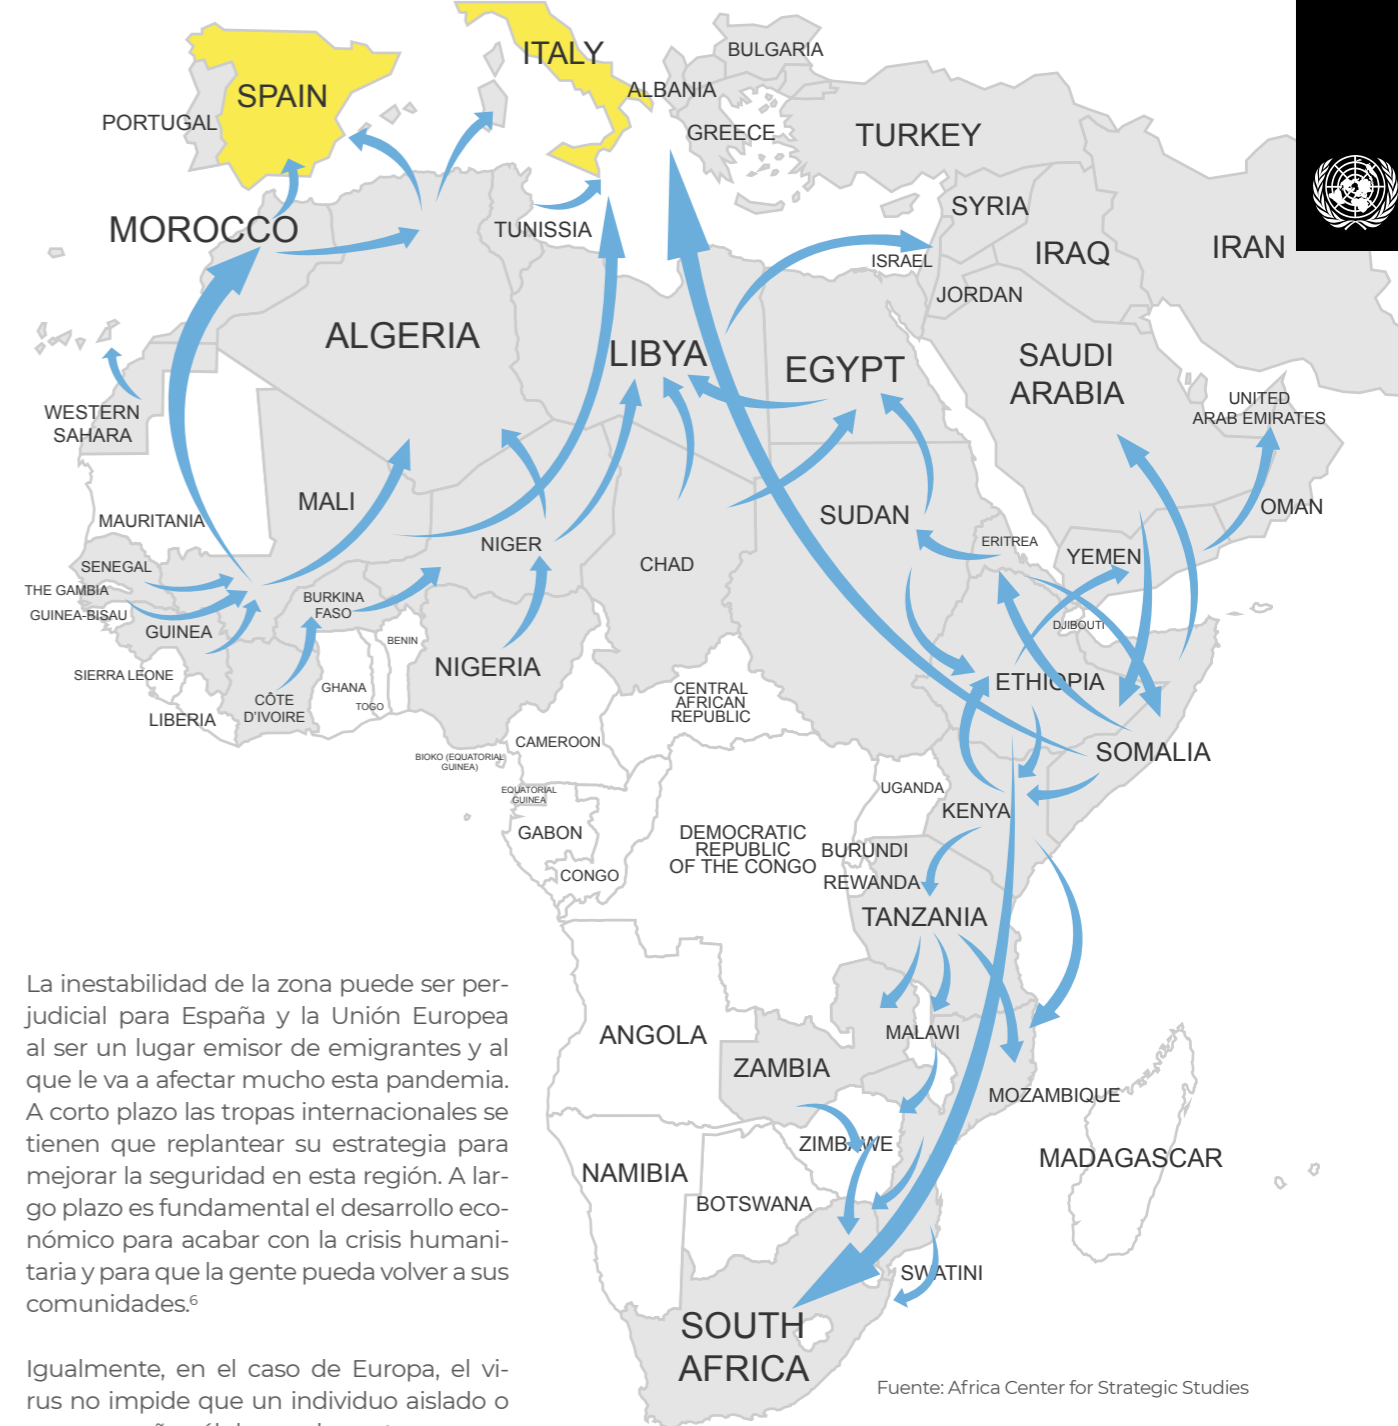 ITALY
BULGARIA
SPAIN
ALBANIA
PORTUGAL
GREECE
TURKEY
SYRIA
MOROCCO
TUNISSIA
IRAQ
IRAN
ISRAEL
JORDAN
ALGERIA
LIBYA
EGYPT
SAUDI
ARABIA
UNITED
ARAB EMIRATES
WESTERN
SAHARA
MALI
OMAN
MAURITANIA
SUDAN
NIGER
ERITREA
YEMEN
SENEGAL
CHAD
THE GAMBIA
BURKINA
FASO
GUINEA-BISAU
GUINEA
DJIBOUTI
BENIN
NIGERIA
SIERRA LEONE
ETHIOPIA
GHANA
CÔTE
D'IVOIRE
TOGO
LIBERIA
CENTRAL
AFRICAN
REPUBLIC
CAMEROON
SOMALIA
BIOKO (EQUATORIAL
GUINEA)
EQUATORIAL
GUINEA
UGANDA
KENYA
GABON
DEMOCRATIC
REPUBLIC
OF THE CONGO
BURUNDI
CONGO
REWANDA
TANZANIA
ANGOLA
MALAWI
ZAMBIA
MOZAMBIQUE
ZIMBAWE
MADAGASCAR
NAMIBIA
BOTSWANA
SWATINI
SOUTH
AFRICA
La inestabilidad de la zona puede ser per-
judicial para España y la Unión Europea
al ser un lugar emisor de emigrantes y al
que le va a afectar mucho esta pandemia.
A corto plazo las tropas internacionales se
tienen que replantear su estrategia para
mejorar la seguridad en esta región. A lar-
go plazo es fundamental el desarrollo eco-
nómico para acabar con la crisis humani-
taria y para que la gente pueda volver a sus
comunidades.⁶
Igualmente, en el caso de Europa, el vi-
rus no impide que un individuo aislado o
Fuente: Africa Center for Strategic Studies